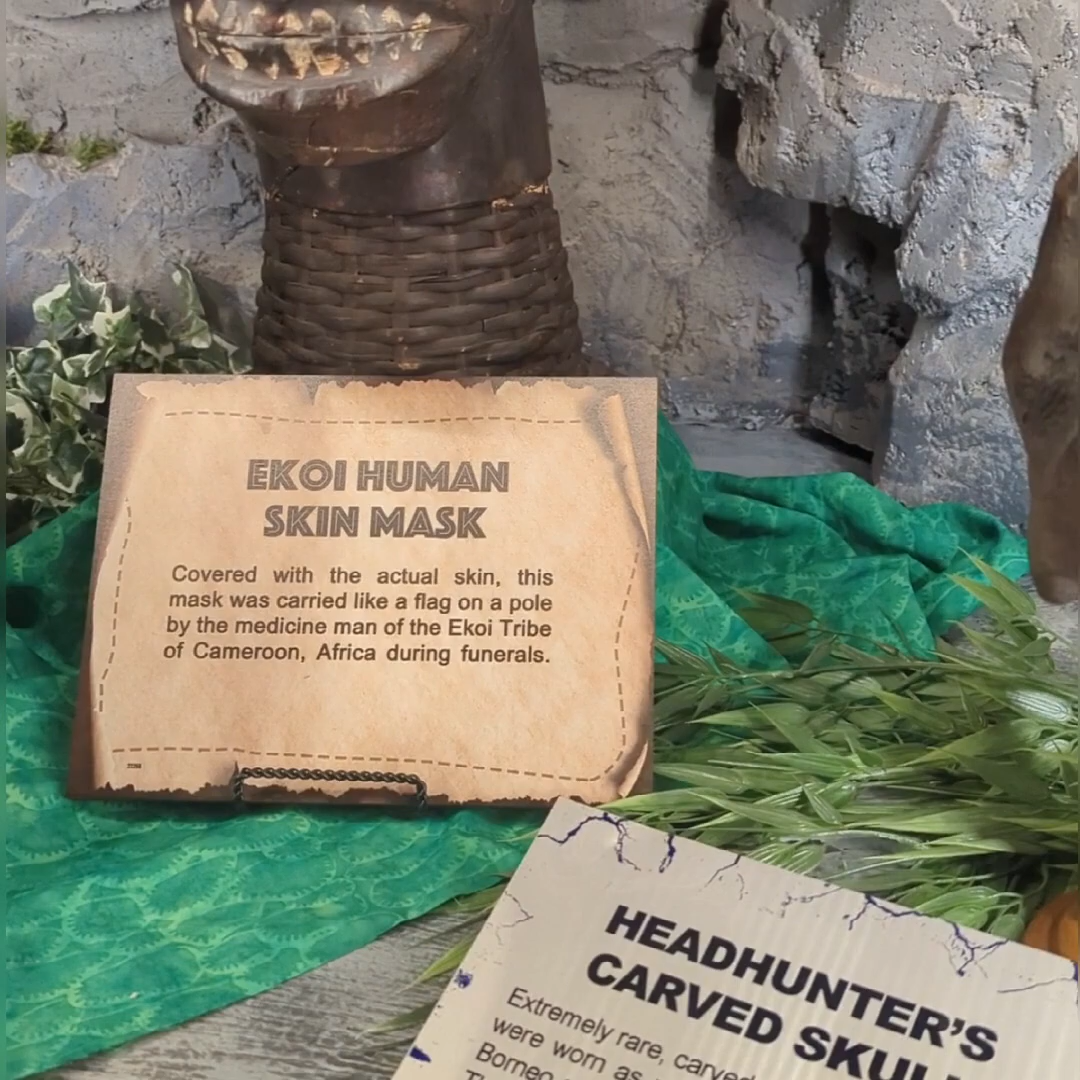 EKOI HUMAN
SKIN MASK
Covered with the actual skin, this
mask was carried like a flag on a pole
by the medicine man of the Ekoi Tribe
of Cameroon, Africa during funerals.
HEADHUNTER'S
CARVED
Extremely rare,
were worn as
Borneo